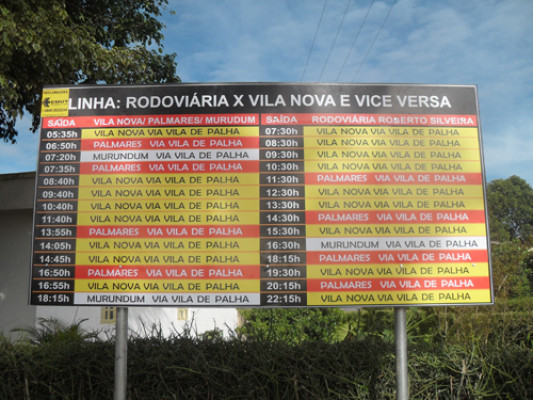 LINHA: RODOVIÁRIA X VILA NOVA E VICE VERSA
SAÍDA VILA NOVA/ PALMARES/ MURUDUM SAÍDA RODOVIÁRIA ROBERTO SILVEIRA
05:35h VILA NOVA VIA VILA DE PALHA 07:30h VILA NOVA VIA VILA DE PALHA
06:50h PALMARES VIA VILA DE PALHA 08:30h VILA NOVA VIA VILA DE PALHA
07:20h MURUNDUM VIA VILA DE PALHA 09:30h VILA NOVA VIA VILA DE PALHA
07:35h PALMARES VIA VILA DE PALHA 10:30h VILA NOVA VIA VILA DE PALHA
08:40h VILA NOVA VIA VILA DE PALHA 11:30h PALMARES VIA VILA DE PALHA
09:40h VILA NOVA VIA VILA DE PALHA 12:30h VILA NOVA VIA VILA DE PALHA
10:40h VILA NOVA VIA VILA DE PALHA 13:30h VILA NOVA VIA VILA DE PALHA
11:40h VILA NOVA VIA VILA DE PALHA 14:30h PALMARES VIA VILA DE PALHA
13:55h PALMARES VIA VILA DE PALHA 15:30h VILA NOVA VIA VILA DE PALHA
14:05h VILA NOVA VIA VILA DE PALHA 16:30h MURUNDUM VIA VILA DE PALHA
14:45h VILA NOVA VIA VILA DE PALHA 18:15h PALMARES VIA VILA DE PALHA
16:50h PALMARES VIA VILA DE PALHA 19:30h VILA NOVA VIA VILA DE PALHA
16:55h VILA NOVA VIA VILA DE PALHA 20:15h PALMARES VIA VILA DE PALHA
18:15h MURUNDUM VIA VILA DE PALHA 22:15h VILA NOVA VIA VILA DE PALHA